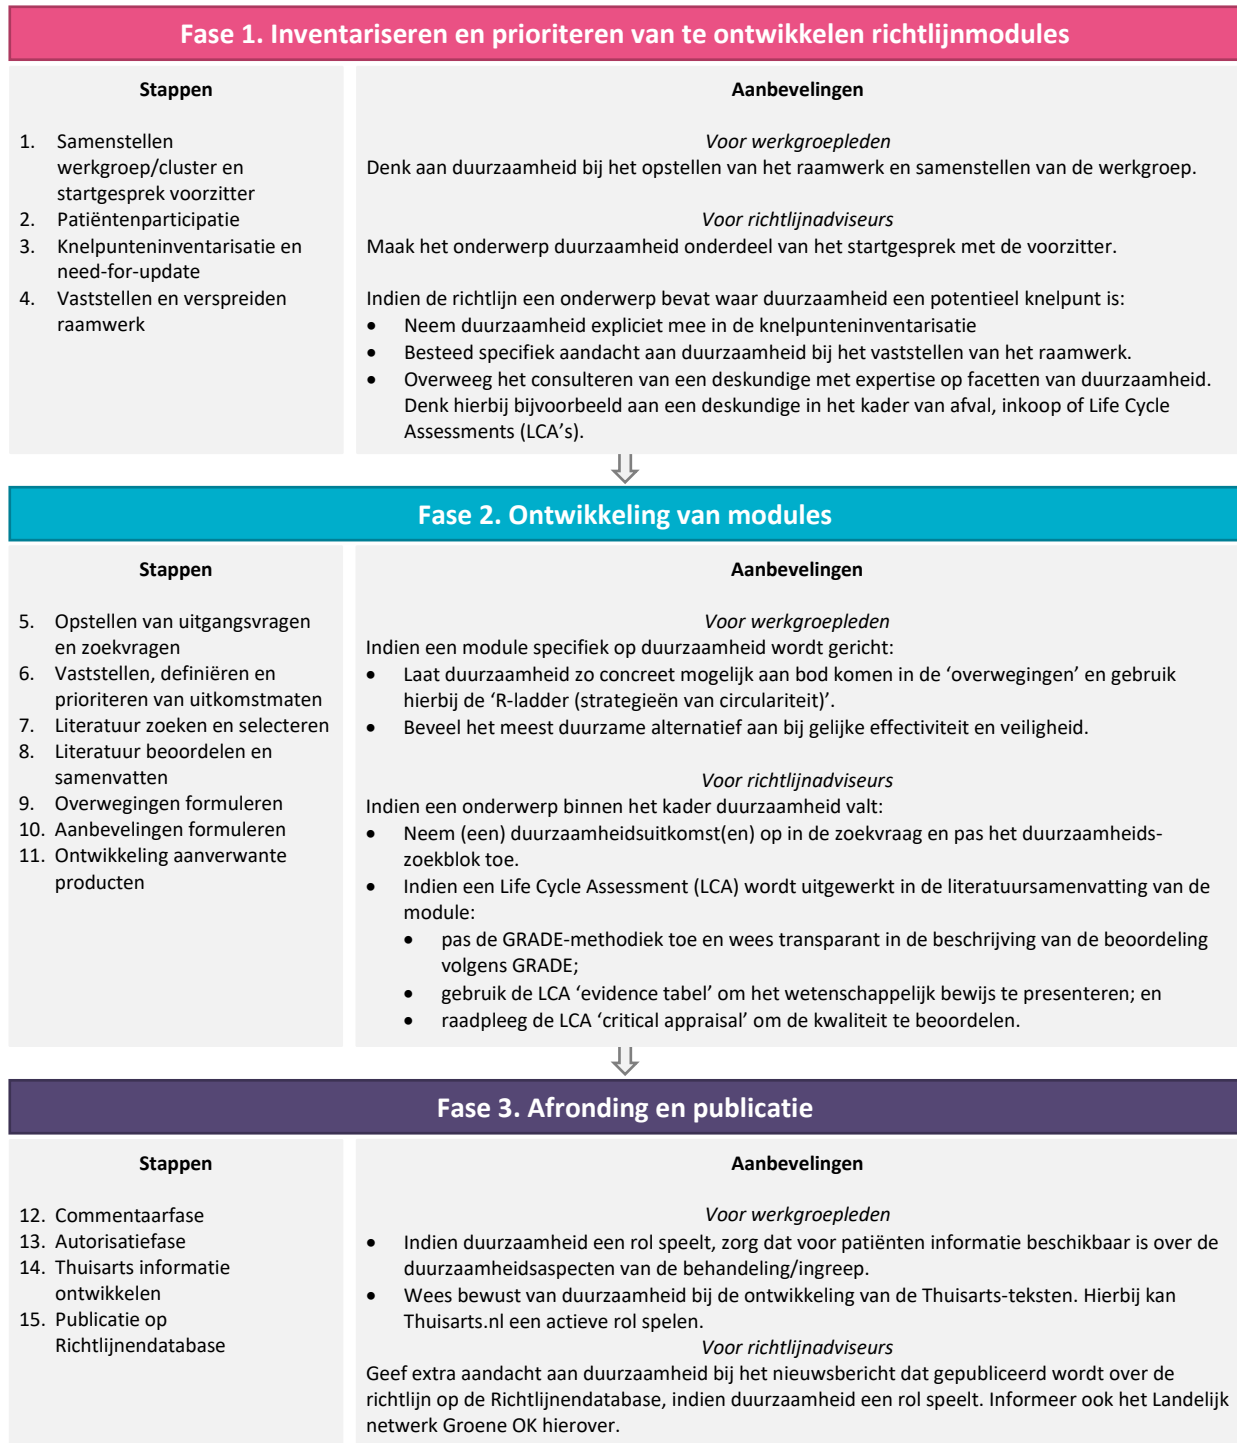 Fase 1. Inventariseren en prioriteren van te ontwikkelen richtlijnmodules
Stappen
1. Samenstellen
werkgroep/cluster en
startgesprek voorzitter
2. Patiëntenparticipatie
3. Knelpunteninventarisatie en
need-for-update
4. Vaststellen en verspreiden
raamwerk
Aanbevelingen
Voor werkgroepleden
Denk aan duurzaamheid bij het opstellen van het raamwerk en samenstellen van de werkgroep.
Voor richtlijnadviseurs
Maak het onderwerp duurzaamheid onderdeel van het startgesprek met de voorzitter.
Indien de richtlijn een onderwerp bevat waar duurzaamheid een potentieel knelpunt is:
• Neem duurzaamheid expliciet mee in de knelpunteninventarisatie
• Besteed specifiek aandacht aan duurzaamheid bij het vaststellen van het raamwerk.
• Overweeg het consulteren van een deskundige met expertise op facetten van duurzaamheid.
Denk hierbij bijvoorbeeld aan een deskundige in het kader van afval, inkoop of Life Cycle
Assessments (LCA’s).
Fase 2. Ontwikkeling van modules
Stappen
5. Opstellen van uitgangsvragen
en zoekvragen
6. Vaststellen, definiëren en
prioriteren van uitkomstmaten
7. Literatuur zoeken en selecteren
8. Literatuur beoordelen en
samenvatten
9. Overwegingen formuleren
10. Aanbevelingen formuleren
11. Ontwikkeling aanverwante
producten
Aanbevelingen
Voor werkgroepleden
Indien een module specifiek op duurzaamheid wordt gericht:
• Laat duurzaamheid zo concreet mogelijk aan bod komen in de ‘overwegingen’ en gebruik
hierbij de ‘R-ladder (strategieën van circulariteit)’.
• Beveel het meest duurzame alternatief aan bij gelijke effectiviteit en veiligheid.
Voor richtlijnadviseurs
Indien een onderwerp binnen het kader duurzaamheid valt:
• Neem (een) duurzaamheidsuitkomst(en) op in de zoekvraag en pas het duurzaamheids-
zoekblok toe.
• Indien een Life Cycle Assessment (LCA) wordt uitgewerkt in de literatuursamenvatting van de
module:
• pas de GRADE-methodiek toe en wees transparant in de beschrijving van de beoordeling
volgens GRADE;
• gebruik de LCA ‘evidence tabel’ om het wetenschappelijk bewijs te presenteren; en
• raadpleeg de LCA ‘critical appraisal’ om de kwaliteit te beoordelen.
Fase 3. Afronding en publicatie
Stappen
12. Commentaarfase
13. Autorisatiefase
14. Thuisarts informatie
ontwikkelen
15. Publicatie op
Richtlijnendatabase
Aanbevelingen
Voor werkgroepleden
• Indien duurzaamheid een rol speelt, zorg dat voor patiënten informatie beschikbaar is over de
duurzaamheidsaspecten van de behandeling/ingreep.
• Wees bewust van duurzaamheid bij de ontwikkeling van de Thuisarts-teksten. Hierbij kan
Thuisarts.nl een actieve rol spelen.
Voor richtlijnadviseurs
Geef extra aandacht aan duurzaamheid bij het nieuwsbericht dat gepubliceerd wordt over de
richtlijn op de Richtlijnendatabase, indien duurzaamheid een rol speelt. Informeer ook het Landelijk
netwerk Groene OK hierover.